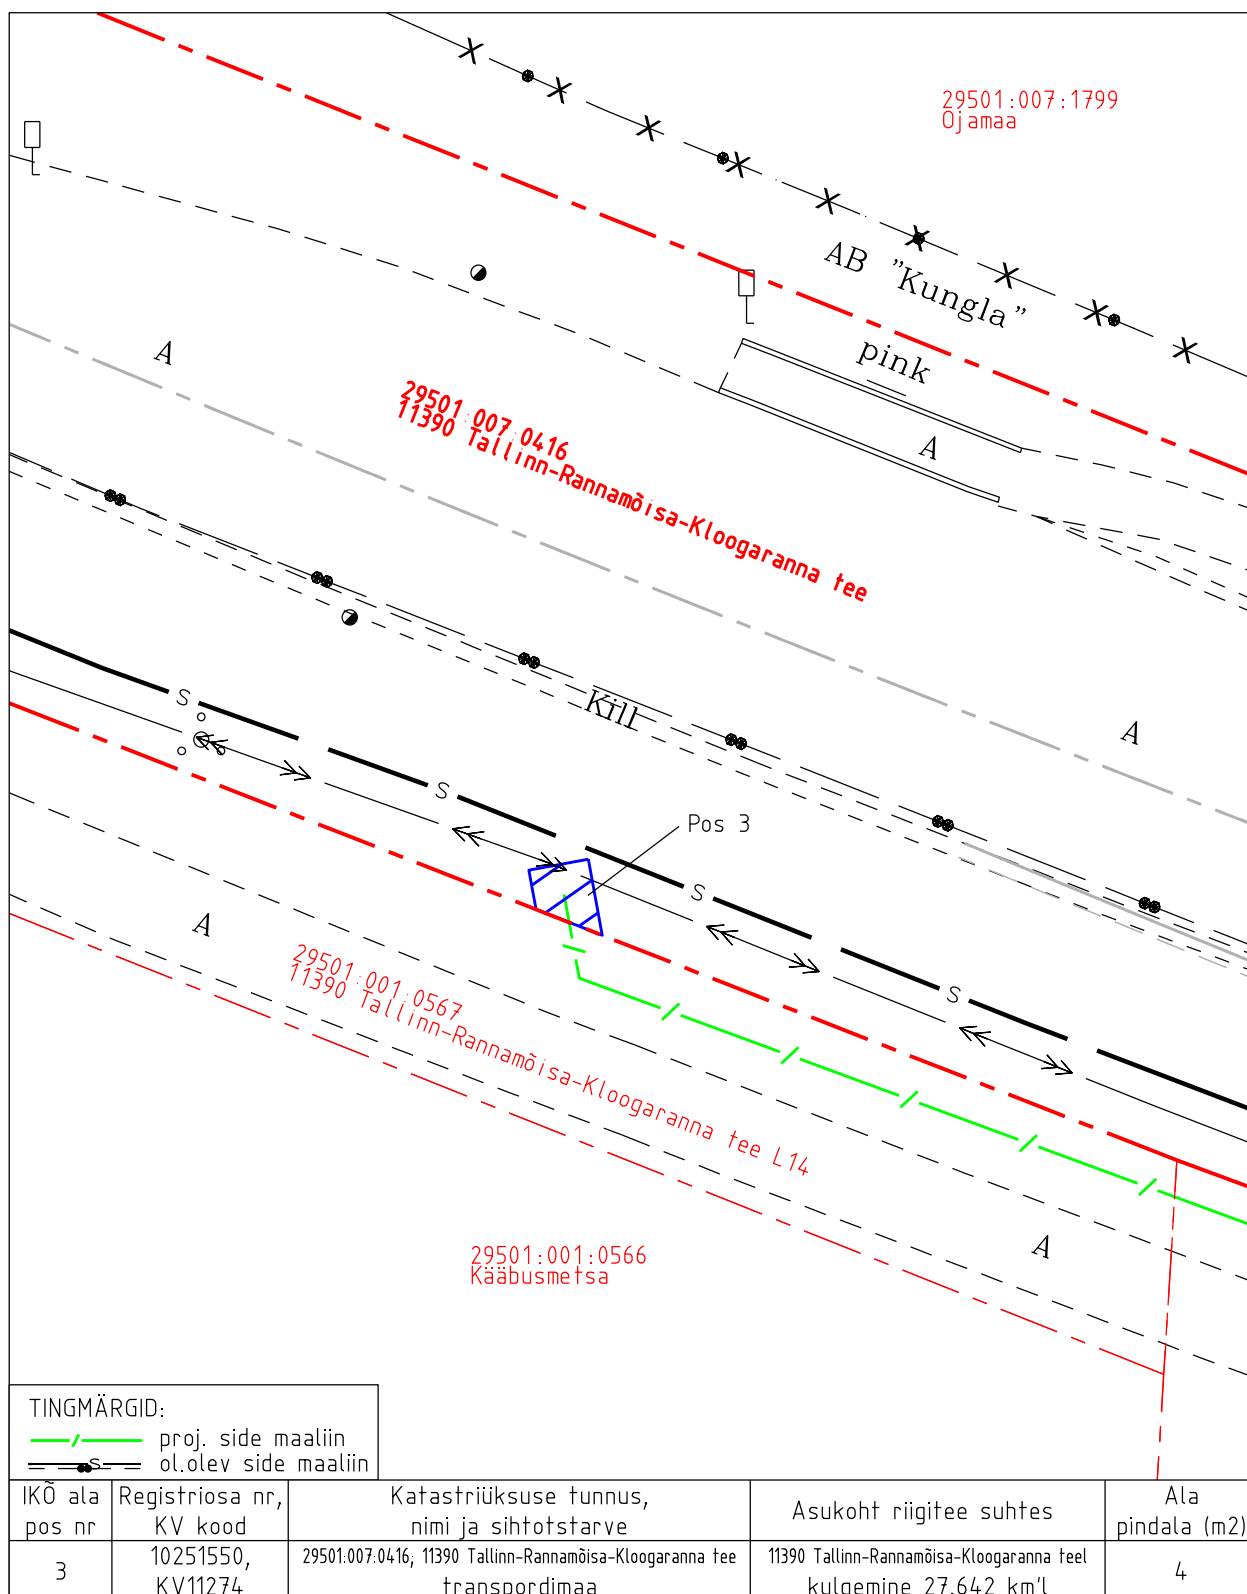 29501:007:1799
Ojamaa
AB "Kungla"
pink
A
A
29501:007:0416
11390 Tallinn-Rannamõisa-Kloogaranna tee
Kill
A
S
S
Pos 3
S
S
A
29501:001:0567
11390 Tallinn-Rannamõisa-Kloogaranna tee L14
A
29501:001:0566
Kääbusmetsa
TINGMÄRGID:
proj. side maaliin
S
ol.olev side maaliin
IKÕ ala
pos nr
Registriosa nr,
KV kood
Katastriüksuse tunnus,
nimi ja sihtotstarve
Asukoht riigitee suhtes
Ala
pindala (m2)
3
10251550,
KV11274
29501:007:0416; 11390 Tallinn-Rannamõisa-Kloogaranna tee
transpordimaa
11390 Tallinn-Rannamõisa-Kloogaranna teel
kulgemine 27,642 km'l
4